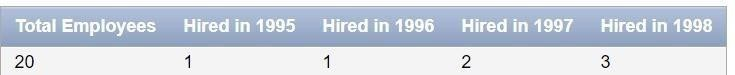 Total Employees Hired in 1995 Hired in 1996 Hired in 1997 Hired in 1998
20 1 1 2 3